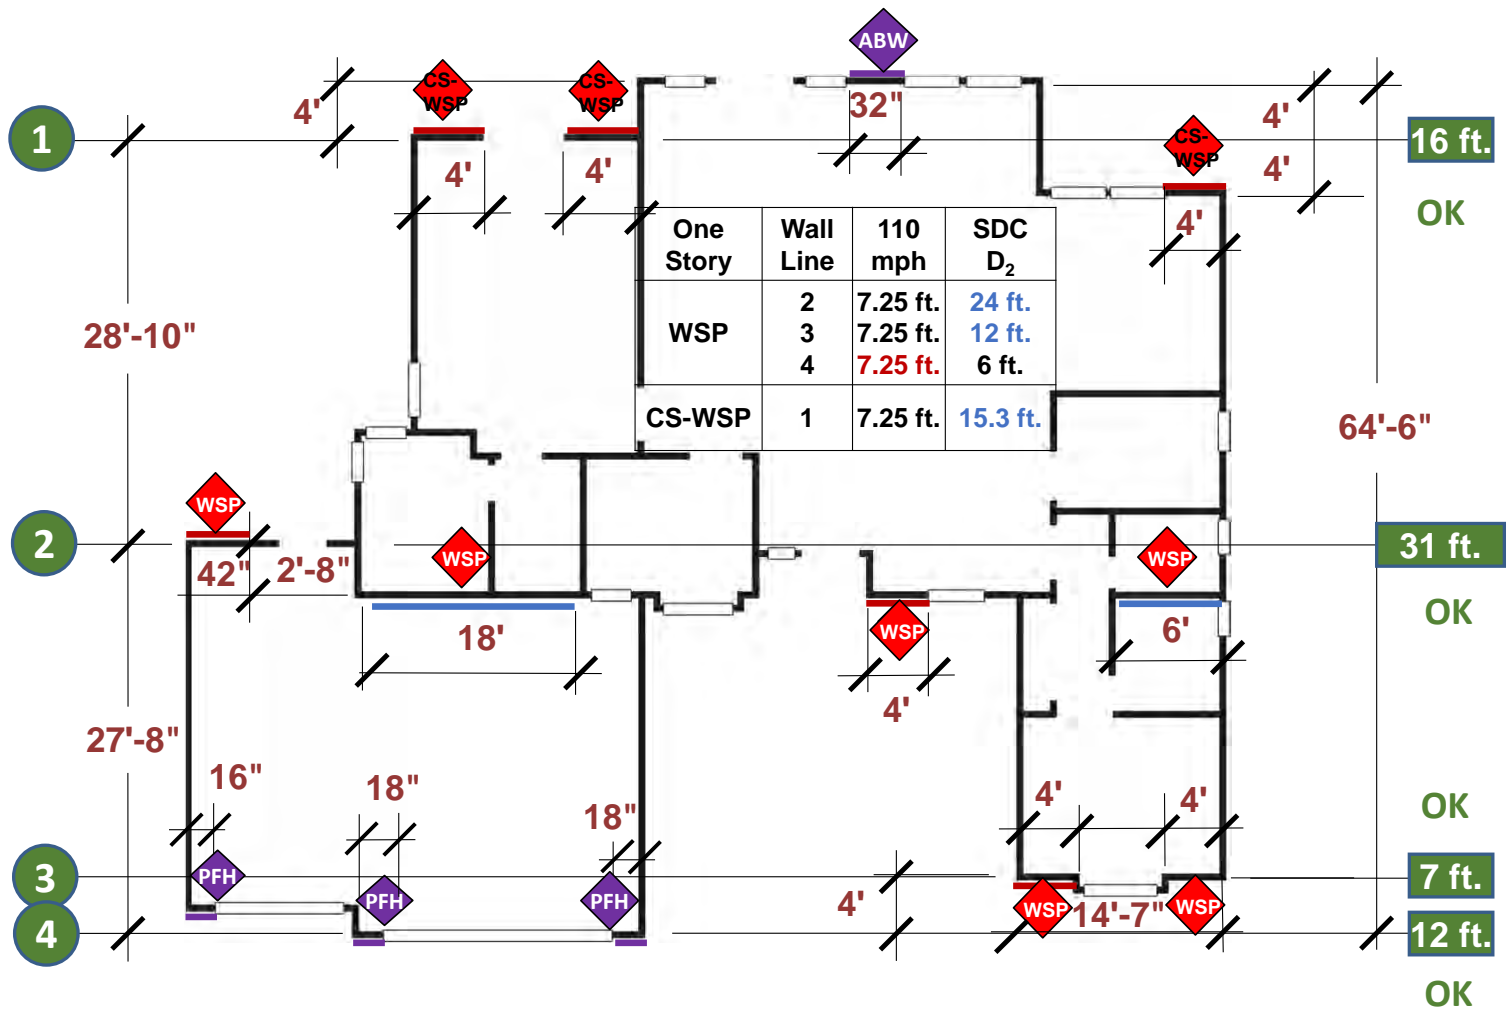 ABW
CS-
WSP
CS-
WSP
4'
32"
4'
1
16 ft.
CS-
WSP
4'
4'
4'
OK
4'
One
Story
Wall
Line
110
mph
SDC
D₂
WSP
2
7.25 ft.
24 ft.
3
7.25 ft.
12 ft.
4
7.25 ft.
6 ft.
CS-WSP
1
7.25 ft.
15.3 ft.
28'-10"
64'-6"
WSP
2
WSP
WSP
31 ft.
42"
2'-8"
OK
18'
WSP
6'
4'
27'-8"
16"
18"
18"
4'
4'
OK
3
PFH
PFH
PFH
7 ft.
4'
WSP
14'-7"
WSP
4
12 ft.
OK